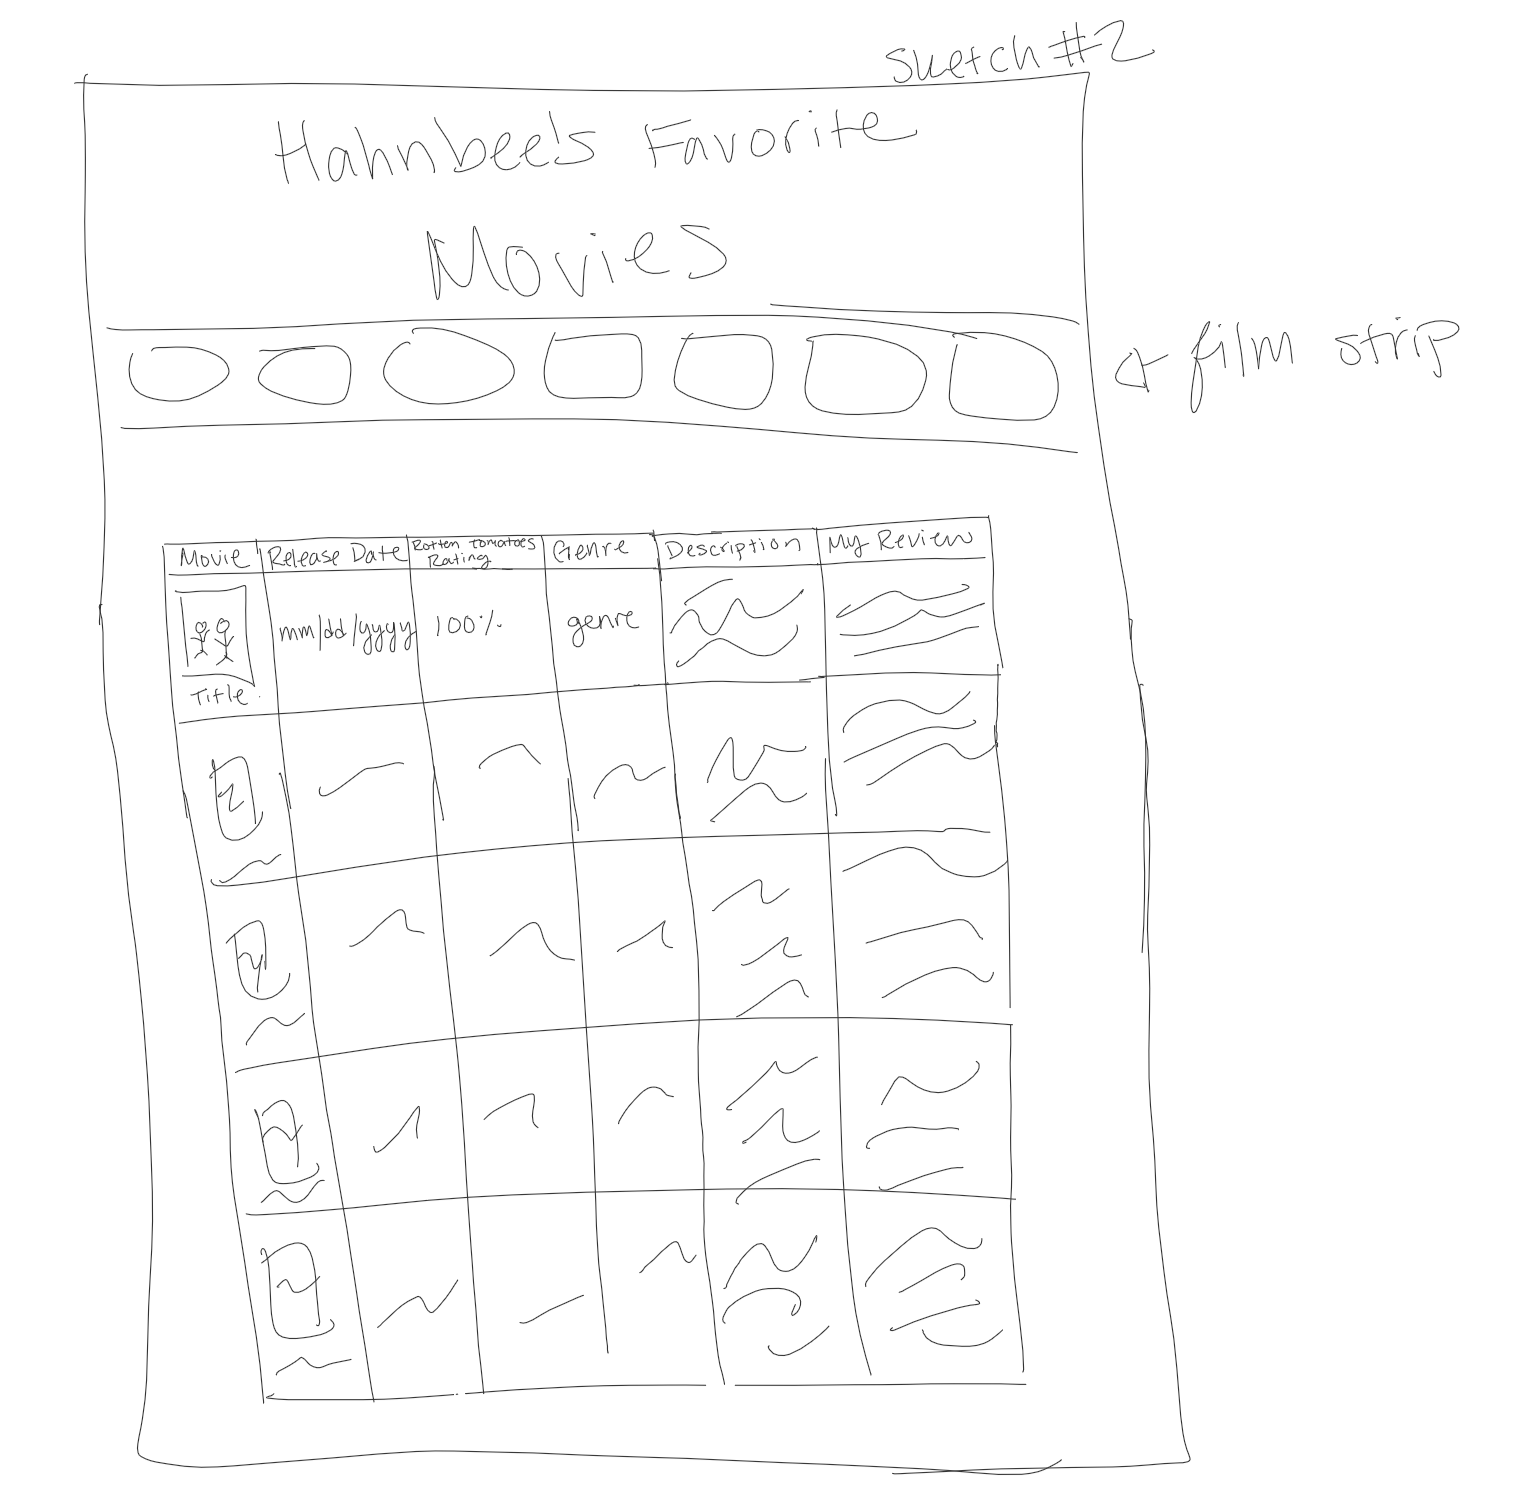 Sketch #2
Hahnbee's Favorite
Movies
film strip
Movie Release Date Rotten Tomatoes Rating Genre Description My Review
mm/dd/yyyy 100% genre
Title